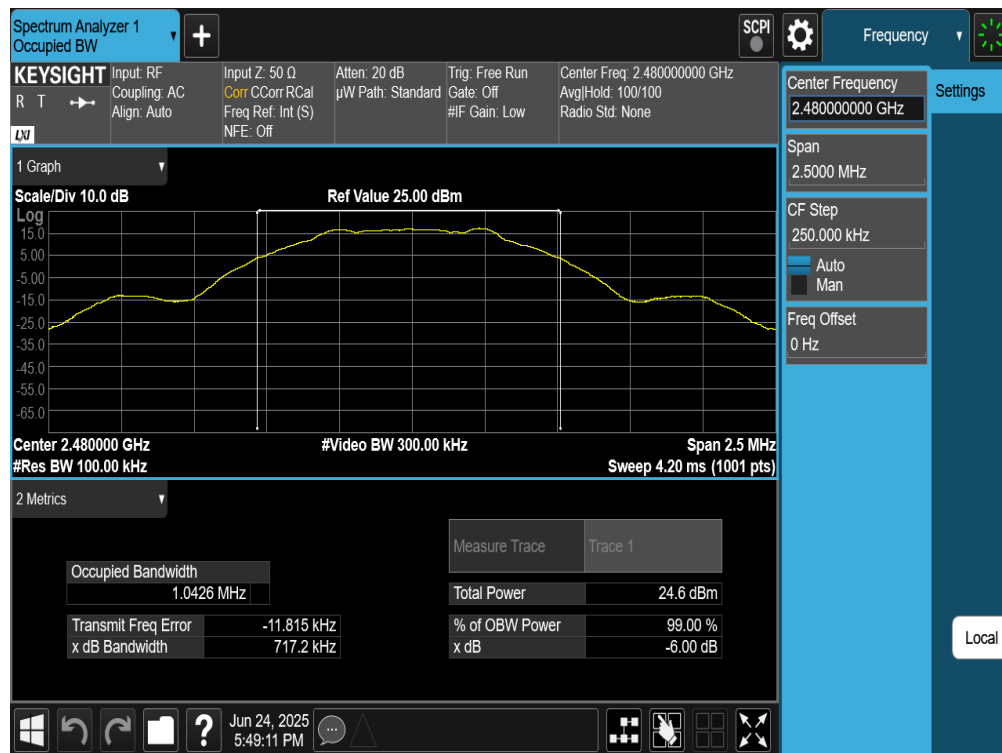 Spectrum Analyzer 1
Occupied BW
+
SCPI
Frequency
KEYSIGHT
R T
LXI
Input: RF
Coupling: AC
Align: Auto
Input Z: 50 Ω
Corr CCorr RCal
Freq Ref: Int (S)
NFE: Off
Atten: 20 dB
µW Path: Standard
Trig: Free Run
Gate: Off
#IF Gain: Low
Center Freq: 2.480000000 GHz
Avg|Hold: 100/100
Radio Std: None
Center Frequency
2.480000000 GHz
Settings
Span
2.5000 MHz
CF Step
250.000 kHz
Auto
Man
Freq Offset
0 Hz
Local
1 Graph
Scale/Div 10.0 dB
Ref Value 25.00 dBm
Log
15.0
5.00
-5.00
-15.0
-25.0
-35.0
-45.0
-55.0
-65.0
Center 2.480000 GHz
#Video BW 300.00 kHz
Span 2.5 MHz
#Res BW 100.00 kHz
Sweep 4.20 ms (1001 pts)
2 Metrics
Measure Trace
Trace 1
Occupied Bandwidth
1.0426 MHz
Total Power
24.6 dBm
Transmit Freq Error
-11.815 kHz
% of OBW Power
99.00 %
x dB Bandwidth
717.2 kHz
x dB
-6.00 dB
?
Jun 24, 2025
5:49:11 PM